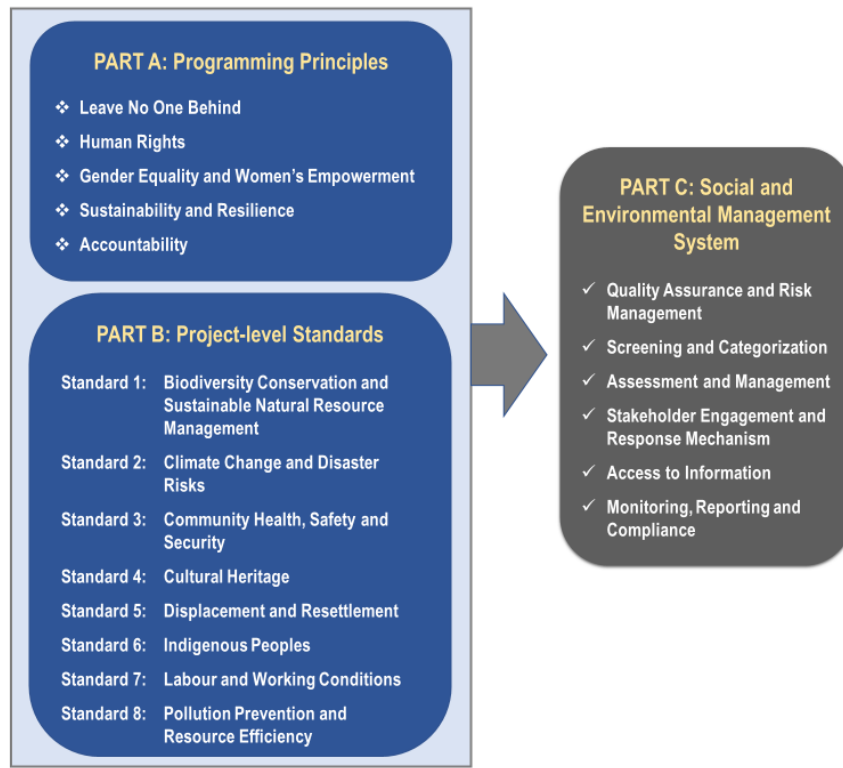 PART A: Programming Principles
❖ Leave No One Behind
❖ Human Rights
❖ Gender Equality and Women's Empowerment
❖ Sustainability and Resilience
❖ Accountability
PART B: Project-level Standards
Standard 1: Biodiversity Conservation and
Sustainable Natural Resource
Management
Standard 2: Climate Change and Disaster
Risks
Standard 3: Community Health, Safety and
Security
Standard 4: Cultural Heritage
Standard 5: Displacement and Resettlement
Standard 6: Indigenous Peoples
Standard 7: Labour and Working Conditions
Standard 8: Pollution Prevention and
Resource Efficiency
PART C: Social and
Environmental Management
System
✓ Quality Assurance and Risk
Management
✓ Screening and Categorization
✓ Assessment and Management
✓ Stakeholder Engagement and
Response Mechanism
✓ Access to Information
✓ Monitoring, Reporting and
Compliance